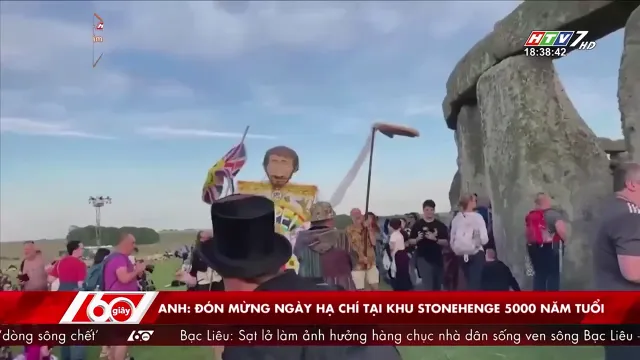 HTV7 HD
18:38:42
60 giây
ANH: ĐÓN MỪNG NGÀY HẠ CHÍ TẠI KHU STONEHENGE 5000 NĂM TUỔI
'dòng sông chết' 60 Bạc Liêu: Sạt lở làm ảnh hưởng hàng chục nhà dân sống ven sông Bạc Liêu